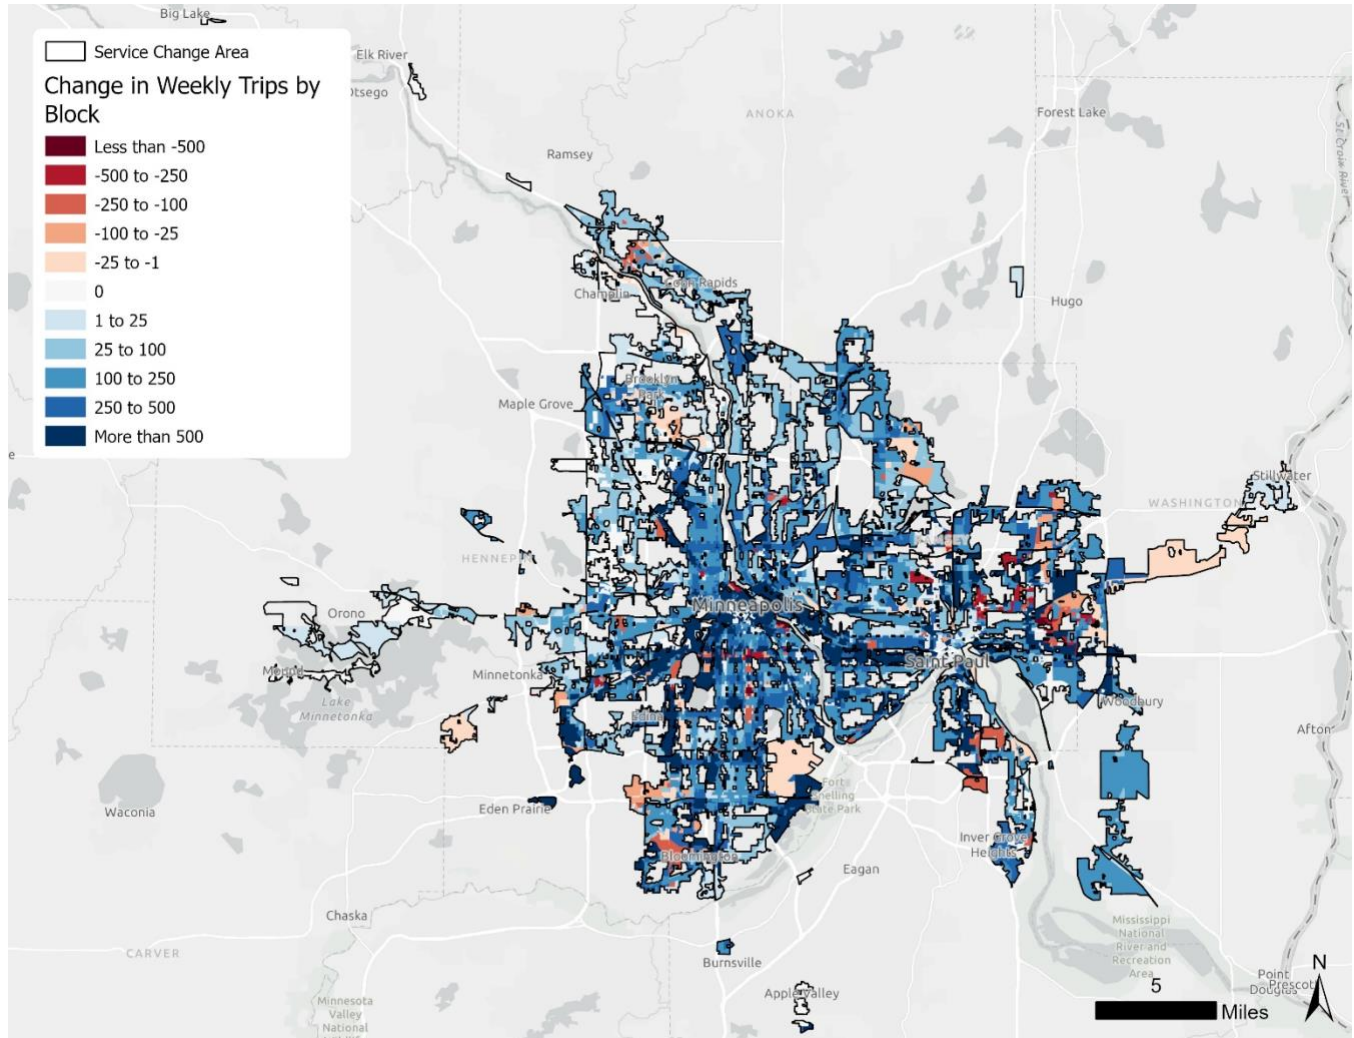 Service Change Area
Change in Weekly Trips by
Block
Less than -500
-500 to -250
-250 to -100
-100 to -25
-25 to -1
0
1 to 25
25 to 100
100 to 250
250 to 500
More than 500
Big Lake
Elk River
Otsego
ANOKA
Forest Lake
St Croix River
Ramsey
Coon Rapids
Champlin
Hugo
Brooklyn
Park
Maple Grove
e
Stillwater
WASHINGTON
RAMSEY
HENNEPIN
Minneapolis
Orono
Saint Paul
Mound
Minnetonka
Lake
Minnetonka
Woodbury
Edina
Afton
Waconia
Fort
Snelling
State Park
Eden Prairie
Inver Grove
Heights
Bloomington
Eagan
Chaska
Mississippi
National
River and
Recreation
Area
CARVER
Burnsville
Apple Valley
Point
Douglas
Prescott
Minnesota
Valley
National
N
5
Miles